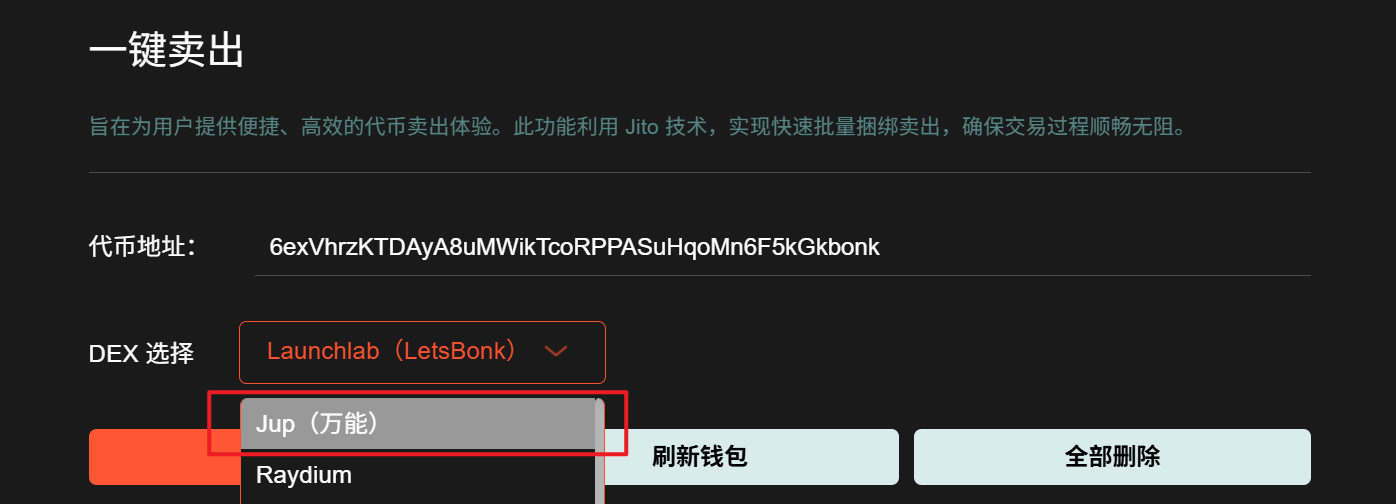 一键卖出
旨在为用户提供便捷、高效的代币卖出体验。此功能利用 Jito 技术，实现快速批量捆绑卖出，确保交易过程顺畅无阻。
代币地址： 6exVhrzKTDAyA8uMWikTcoRPPASuHqoMn6F5kGkbonk
DEX 选择 Launchlab（LetsBonk）
Jup（万能）
刷新钱包 全部删除
Raydium